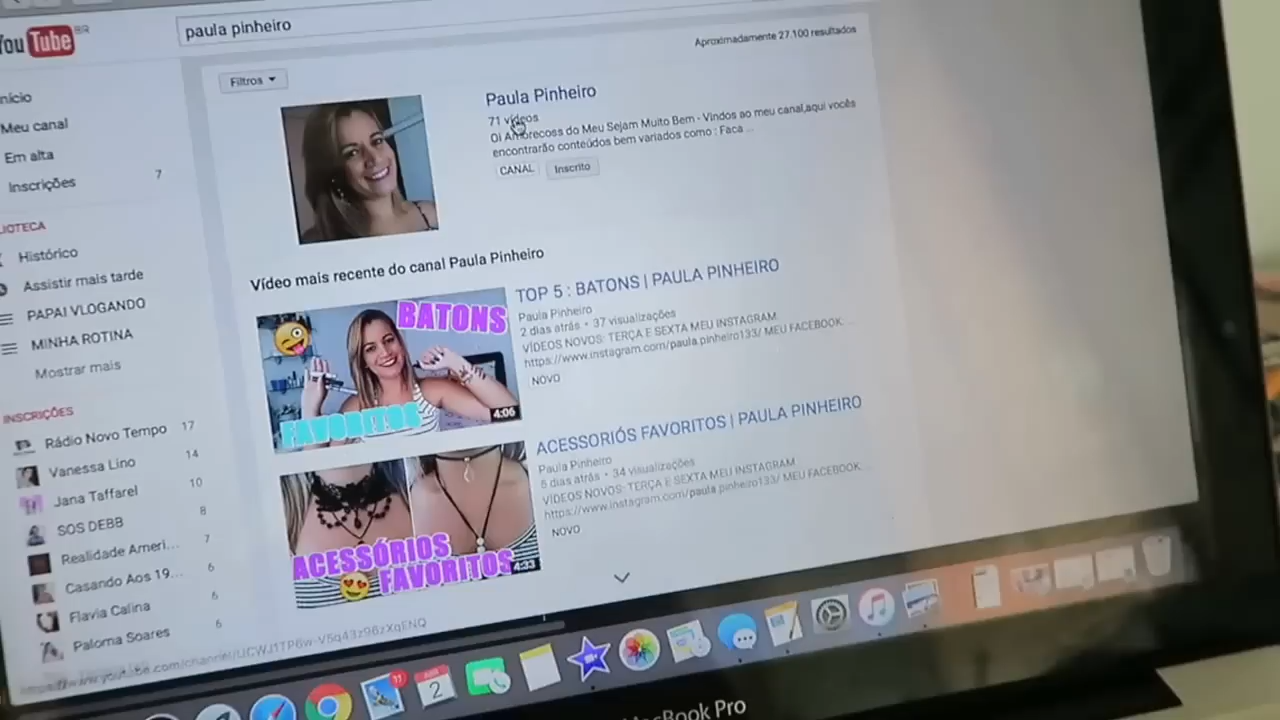 YouTube BR
paula pinheiro
Aproximadamente 27.100 resultados
Filtros
Início
Meu canal
Em alta
Inscrições 7
BLIOTECA
Histórico
Assistir mais tarde
PAPAI VLOGANDO
MINHA ROTINA
Mostrar mais
INSCRIÇÕES
Rádio Novo Tempo 17
Vanessa Lino 14
Jana Taffarel 10
SOS DEBB 8
Realidade Ameri... 7
Casando Aos 19... 6
Flavia Calina 6
Paloma Soares 6
Paula Pinheiro
71 vídeos
Oi Amorecoss do Meu Sejam Muito Bem - Vindos ao meu canal,aqui vocês
encontrarão conteúdos bem variados como : Faca ...
CANAL Inscrito
Vídeo mais recente do canal Paula Pinheiro
BATONS
FAVORITOS
4:06
TOP 5 : BATONS | PAULA PINHEIRO
Paula Pinheiro
2 dias atrás • 37 visualizações
VÍDEOS NOVOS: TERÇA E SEXTA MEU INSTAGRAM
https://www.instagram.com/paula.pinheiro133/ MEU FACEBOOK...
NOVO
ACESSÓRIOS
FAVORITOS
4:33
ACESSORIÓS FAVORITOS | PAULA PINHEIRO
Paula Pinheiro
5 dias atrás • 34 visualizações
VÍDEOS NOVOS: TERÇA E SEXTA MEU INSTAGRAM
https://www.instagram.com/paula.pinheiro133/ MEU FACEBOOK...
NOVO
11
2
MacBook Pro